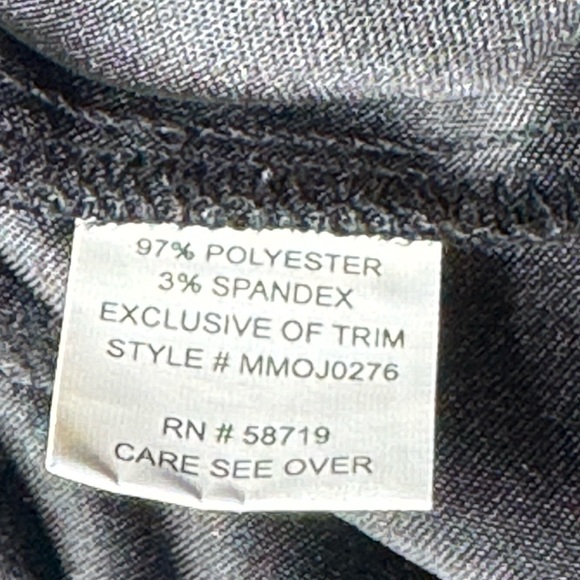 97% POLYESTER
3% SPANDEX
EXCLUSIVE OF TRIM
STYLE # MMOJ0276
RN # 58719
CARE SEE OVER